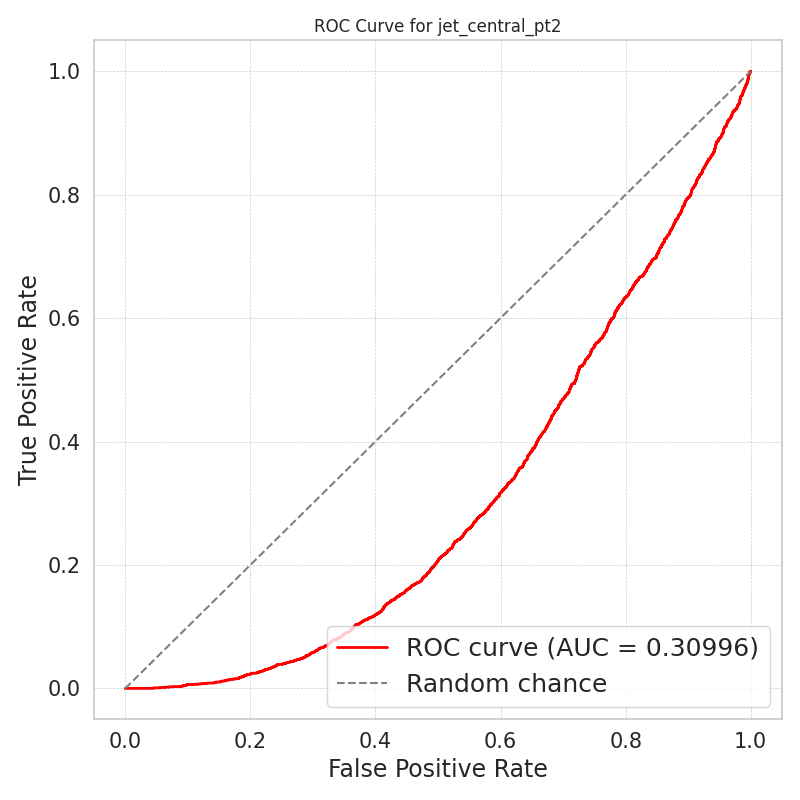 ROC Curve for jet_central_pt2
1.0
0.8
0.6
0.4
0.2
0.0
True Positive Rate
ROC curve (AUC = 0.30996)
Random chance
0.0 0.2 0.4 0.6 0.8 1.0
False Positive Rate